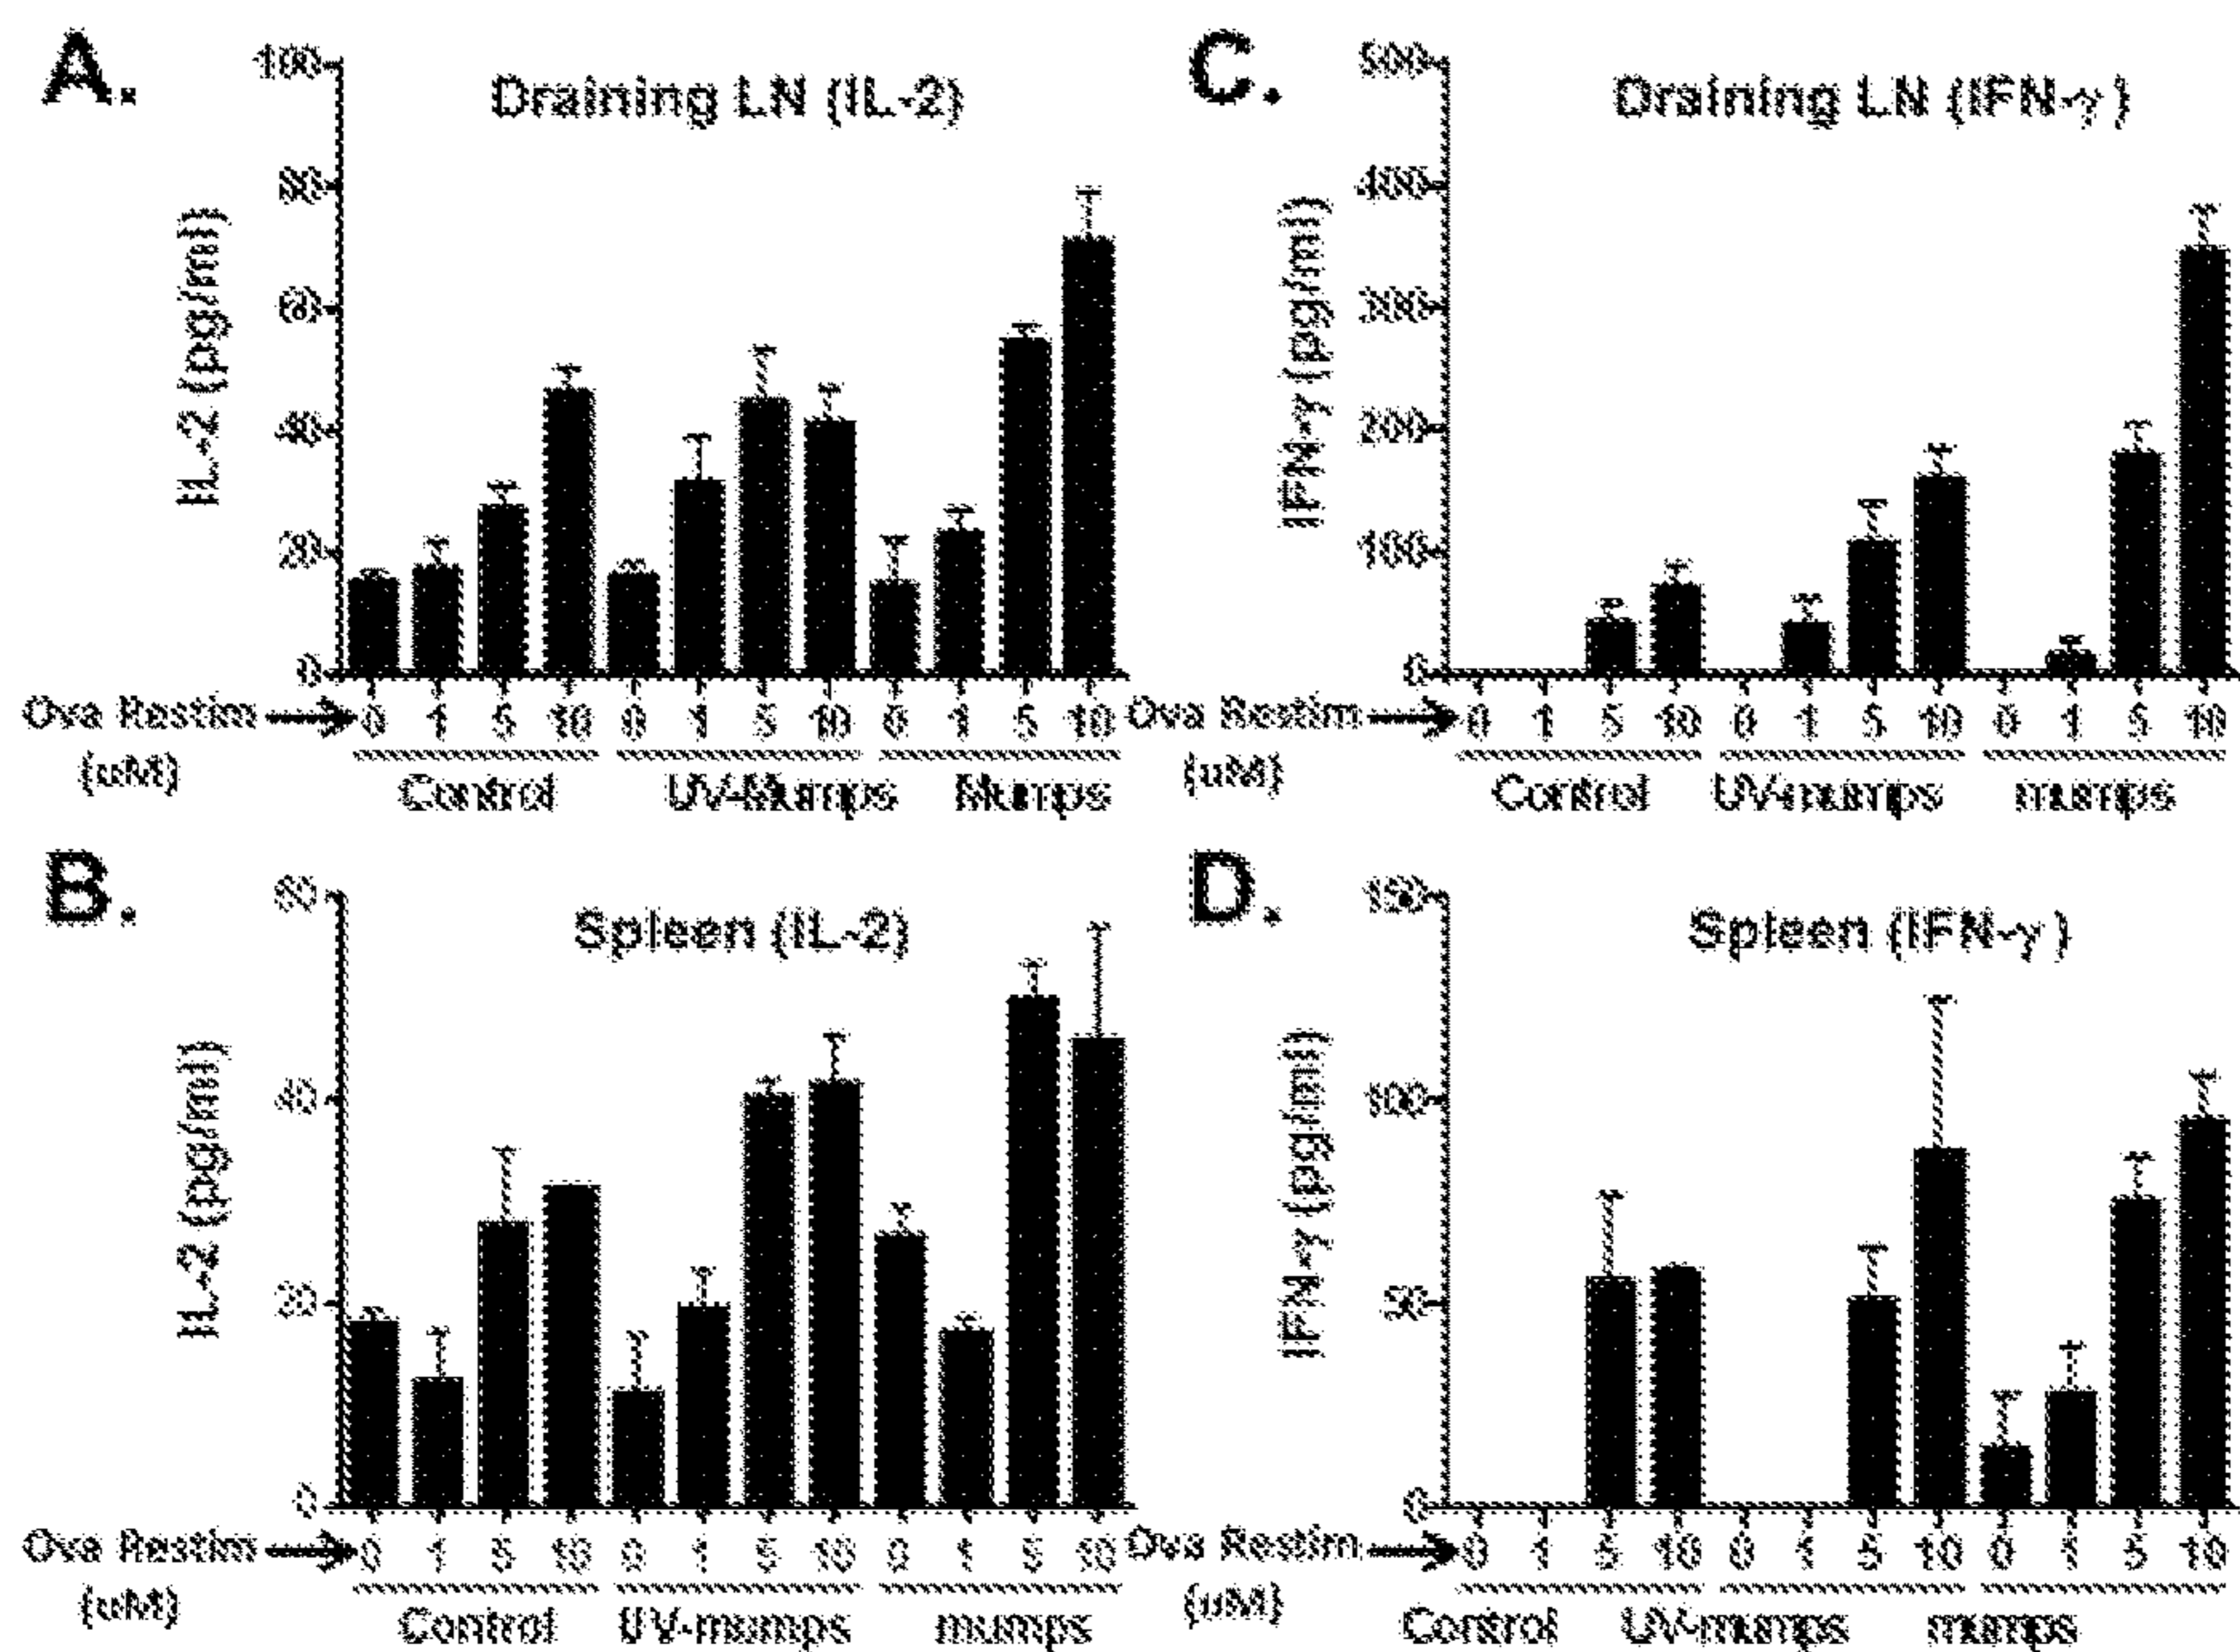 A.
Draining LN (IL-2)
IL-2 (pg/ml)
100
80
60
40
20
0
Ova Restim
(uM)
0 1 5 10 0 1 5 10 0 1 5 10
Control UV-Mumps Mumps
C.
Draining LN (IFN-γ)
IFN-γ (pg/ml)
500
400
300
200
100
0
Ova Restim
(uM)
0 1 5 10 0 1 5 10 0 1 5 10
Control UV-mumps mumps
B.
Spleen (IL-2)
IL-2 (pg/ml)
60
40
20
0
Ova Restim
(uM)
0 1 5 10 0 1 5 10 0 1 5 10
Control UV-mumps mumps
D.
Spleen (IFN-γ)
IFN-γ (pg/ml)
150
100
50
0
Ova Restim
(uM)
0 1 5 10 0 1 5 10 0 1 5 10
Control UV-mumps mumps